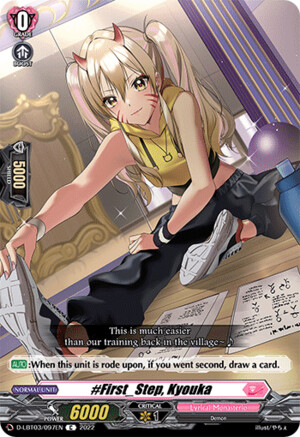 0
GRADE
BOOST
5000
SHIELD
This is much easier
than our training back in the village~♪
AUTO:When this unit is rode upon, if you went second, draw a card.
NORMAL UNIT
#First_Step, Kyouka
Lyrical Monasterio
Demon
POWER 6000
CRITICAL
1
D-LBT03/097EN C 2022